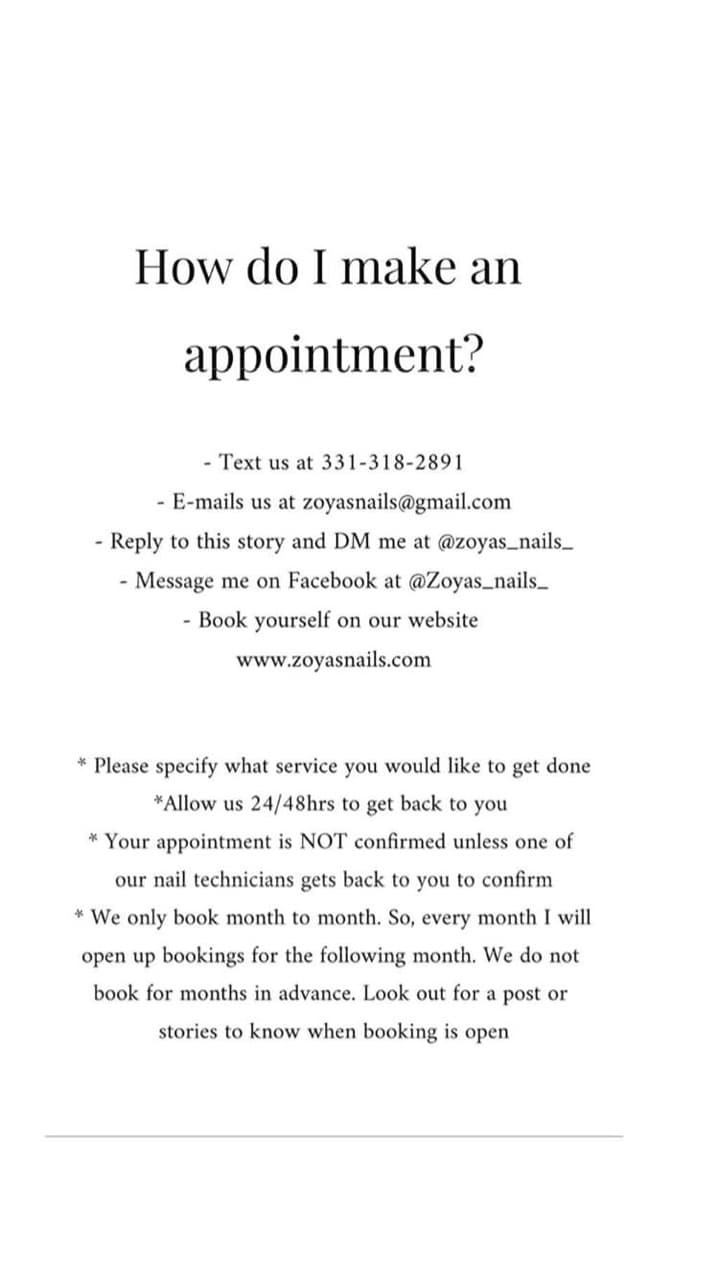 How do I make an
appointment?
- Text us at 331-318-2891
- E-mails us at zoyasnails@gmail.com
- Reply to this story and DM me at @zoyas_nails_
- Message me on Facebook at @Zoyas_nails_
- Book yourself on our website
www.zoyasnails.com
* Please specify what service you would like to get done
*Allow us 24/48hrs to get back to you
* Your appointment is NOT confirmed unless one of
our nail technicians gets back to you to confirm
* We only book month to month. So, every month I will
open up bookings for the following month. We do not
book for months in advance. Look out for a post or
stories to know when booking is open